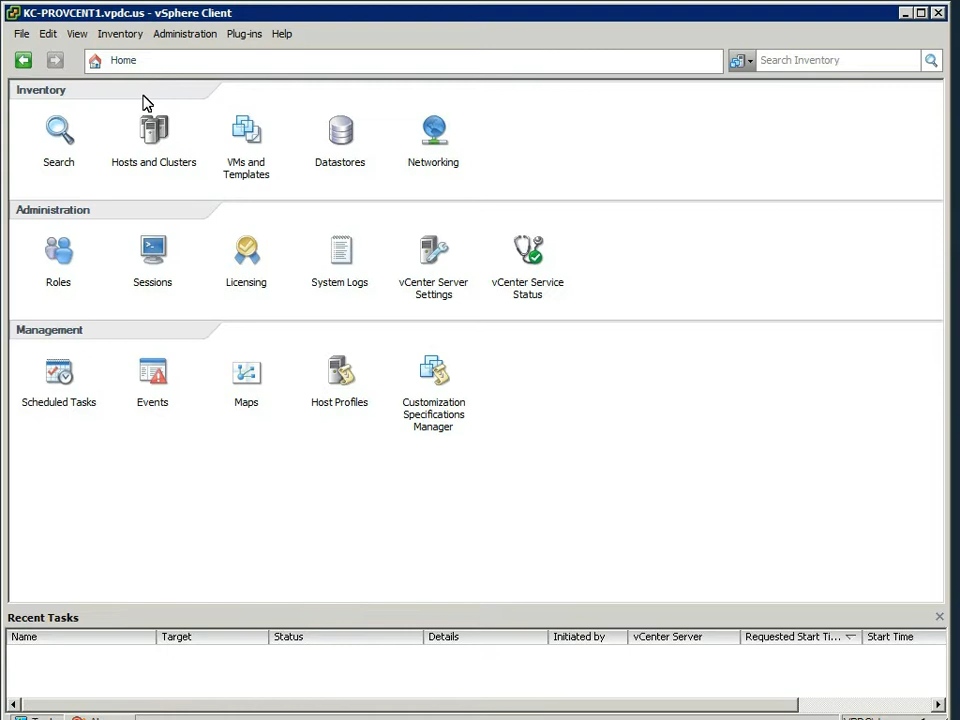 KC-PROVCENT1.vpdc.us - vSphere Client
File Edit View Inventory Administration Plug-ins Help
Home
Search Inventory
Inventory
Search
Hosts and Clusters
VMs and
Templates
Datastores
Networking
Administration
Roles
Sessions
Licensing
System Logs
vCenter Server
Settings
vCenter Service
Status
Management
Scheduled Tasks
Events
Maps
Host Profiles
Customization
Specifications
Manager
Recent Tasks
Name Target Status Details Initiated by vCenter Server Requested Start Ti... Start Time